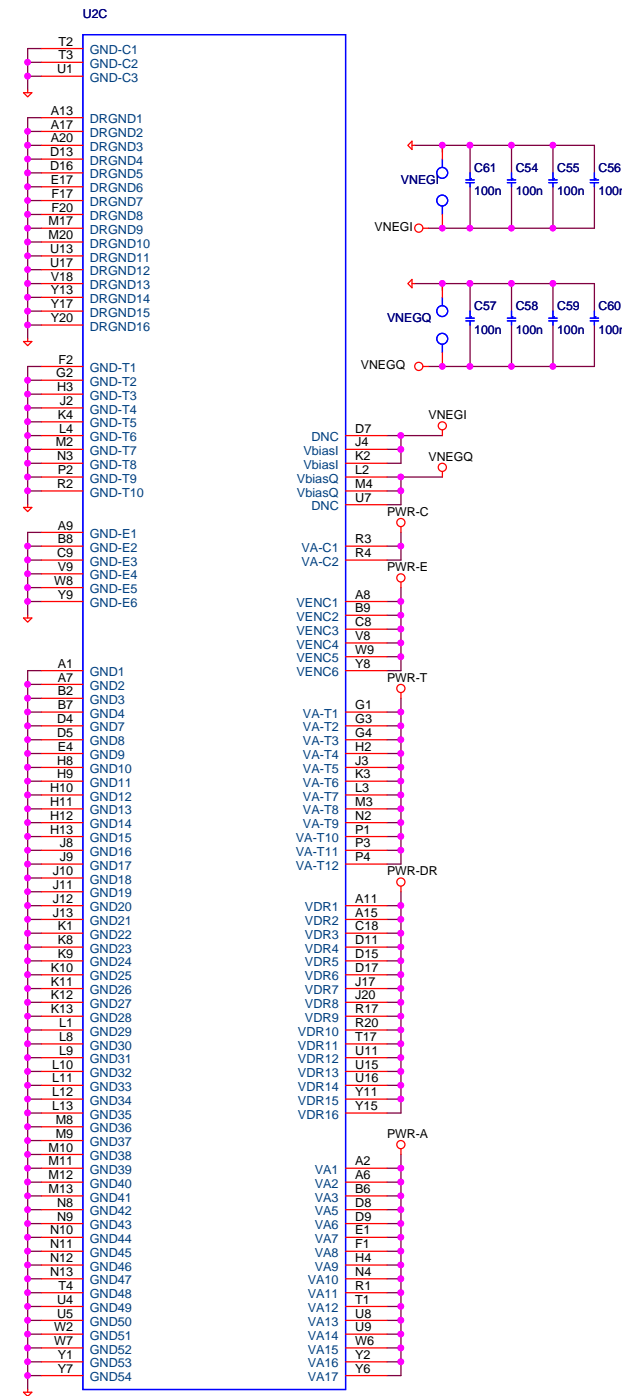 U2C
T2 GND-C1
T3 GND-C2
U1 GND-C3
A13 DRGND1
A17 DRGND2
A20 DRGND3
D13 DRGND4
D16 DRGND5
E17 DRGND6
F17 DRGND7
F20 DRGND8
M17 DRGND9
M20 DRGND10
U13 DRGND11
U17 DRGND12
V18 DRGND13
Y13 DRGND14
Y17 DRGND15
Y20 DRGND16
F2 GND-T1
G2 GND-T2
H3 GND-T3
J2 GND-T4
K4 GND-T5
L4 GND-T6
M2 GND-T7
N3 GND-T8
P2 GND-T9
R2 GND-T10
A9 GND-E1
B8 GND-E2
C9 GND-E3
V9 GND-E4
W8 GND-E5
Y9 GND-E6
A1 GND1
A7 GND2
B2 GND3
B7 GND4
D4 GND7
D5 GND8
E4 GND9
H8 GND10
H9 GND11
H10 GND12
H11 GND13
H12 GND14
H13 GND15
J8 GND16
J9 GND17
J10 GND18
J11 GND19
J12 GND20
J13 GND21
K1 GND22
K8 GND23
K9 GND24
K10 GND25
K11 GND26
K12 GND27
K13 GND28
L1 GND29
L8 GND30
L9 GND31
L10 GND32
L11 GND33
L12 GND34
L13 GND35
M8 GND36
M9 GND37
M10 GND38
M11 GND39
M12 GND40
M13 GND41
N8 GND42
N9 GND43
N10 GND44
N11 GND45
N12 GND46
N13 GND47
T4 GND48
U4 GND49
U5 GND50
W2 GND51
W7 GND52
Y1 GND53
Y7 GND54
C61 C54 C55 C56
VNEGI
100n 100n 100n 100n
VNEGI
C57 C58 C59 C60
VNEGQ
100n 100n 100n 100n
VNEGQ
VNEGI
DNC D7
VbiasI J4
VbiasI K2
VNEGQ
VbiasQ L2
VbiasQ M4
DNC U7
PWR-C
VA-C1 R3
VA-C2 R4
PWR-E
VENC1 A8
VENC2 B9
VENC3 C8
VENC4 V8
VENC5 W9
VENC6 Y8
PWR-T
VA-T1 G1
VA-T2 G3
VA-T3 G4
VA-T4 H2
VA-T5 J3
VA-T6 K3
VA-T7 L3
VA-T8 M3
VA-T9 N2
VA-T10 P1
VA-T11 P3
VA-T12 P4
PWR-DR
VDR1 A11
VDR2 A15
VDR3 C18
VDR4 D11
VDR5 D15
VDR6 D17
VDR7 J17
VDR8 J20
VDR9 R17
VDR10 R20
VDR11 T17
VDR12 U11
VDR13 U15
VDR14 U16
VDR15 Y11
VDR16 Y15
PWR-A
VA1 A2
VA2 A6
VA3 B6
VA5 D8
VA6 D9
VA7 E1
VA8 F1
VA9 H4
VA10 N4
VA11 R1
VA12 T1
VA13 U8
VA14 U9
VA15 W6
VA16 Y2
VA17 Y6